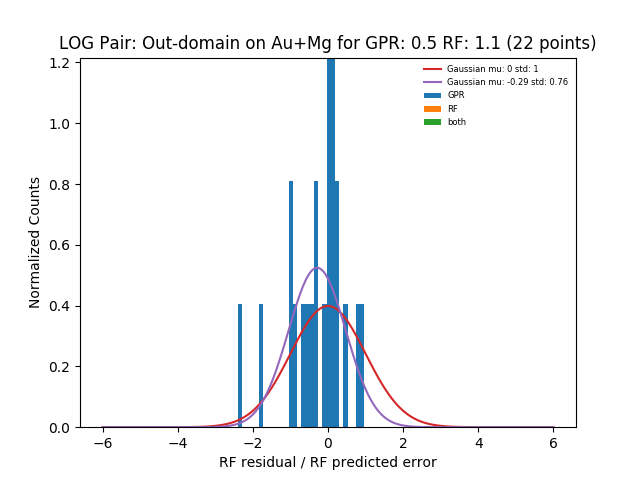 LOG Pair: Out-domain on Au+Mg for GPR: 0.5 RF: 1.1 (22 points)
Gaussian mu: 0 std: 1
Gaussian mu: -0.29 std: 0.76
GPR
RF
both
Normalized Counts
1.2
1.0
0.8
0.6
0.4
0.2
0.0
−6 −4 −2 0 2 4 6
RF residual / RF predicted error